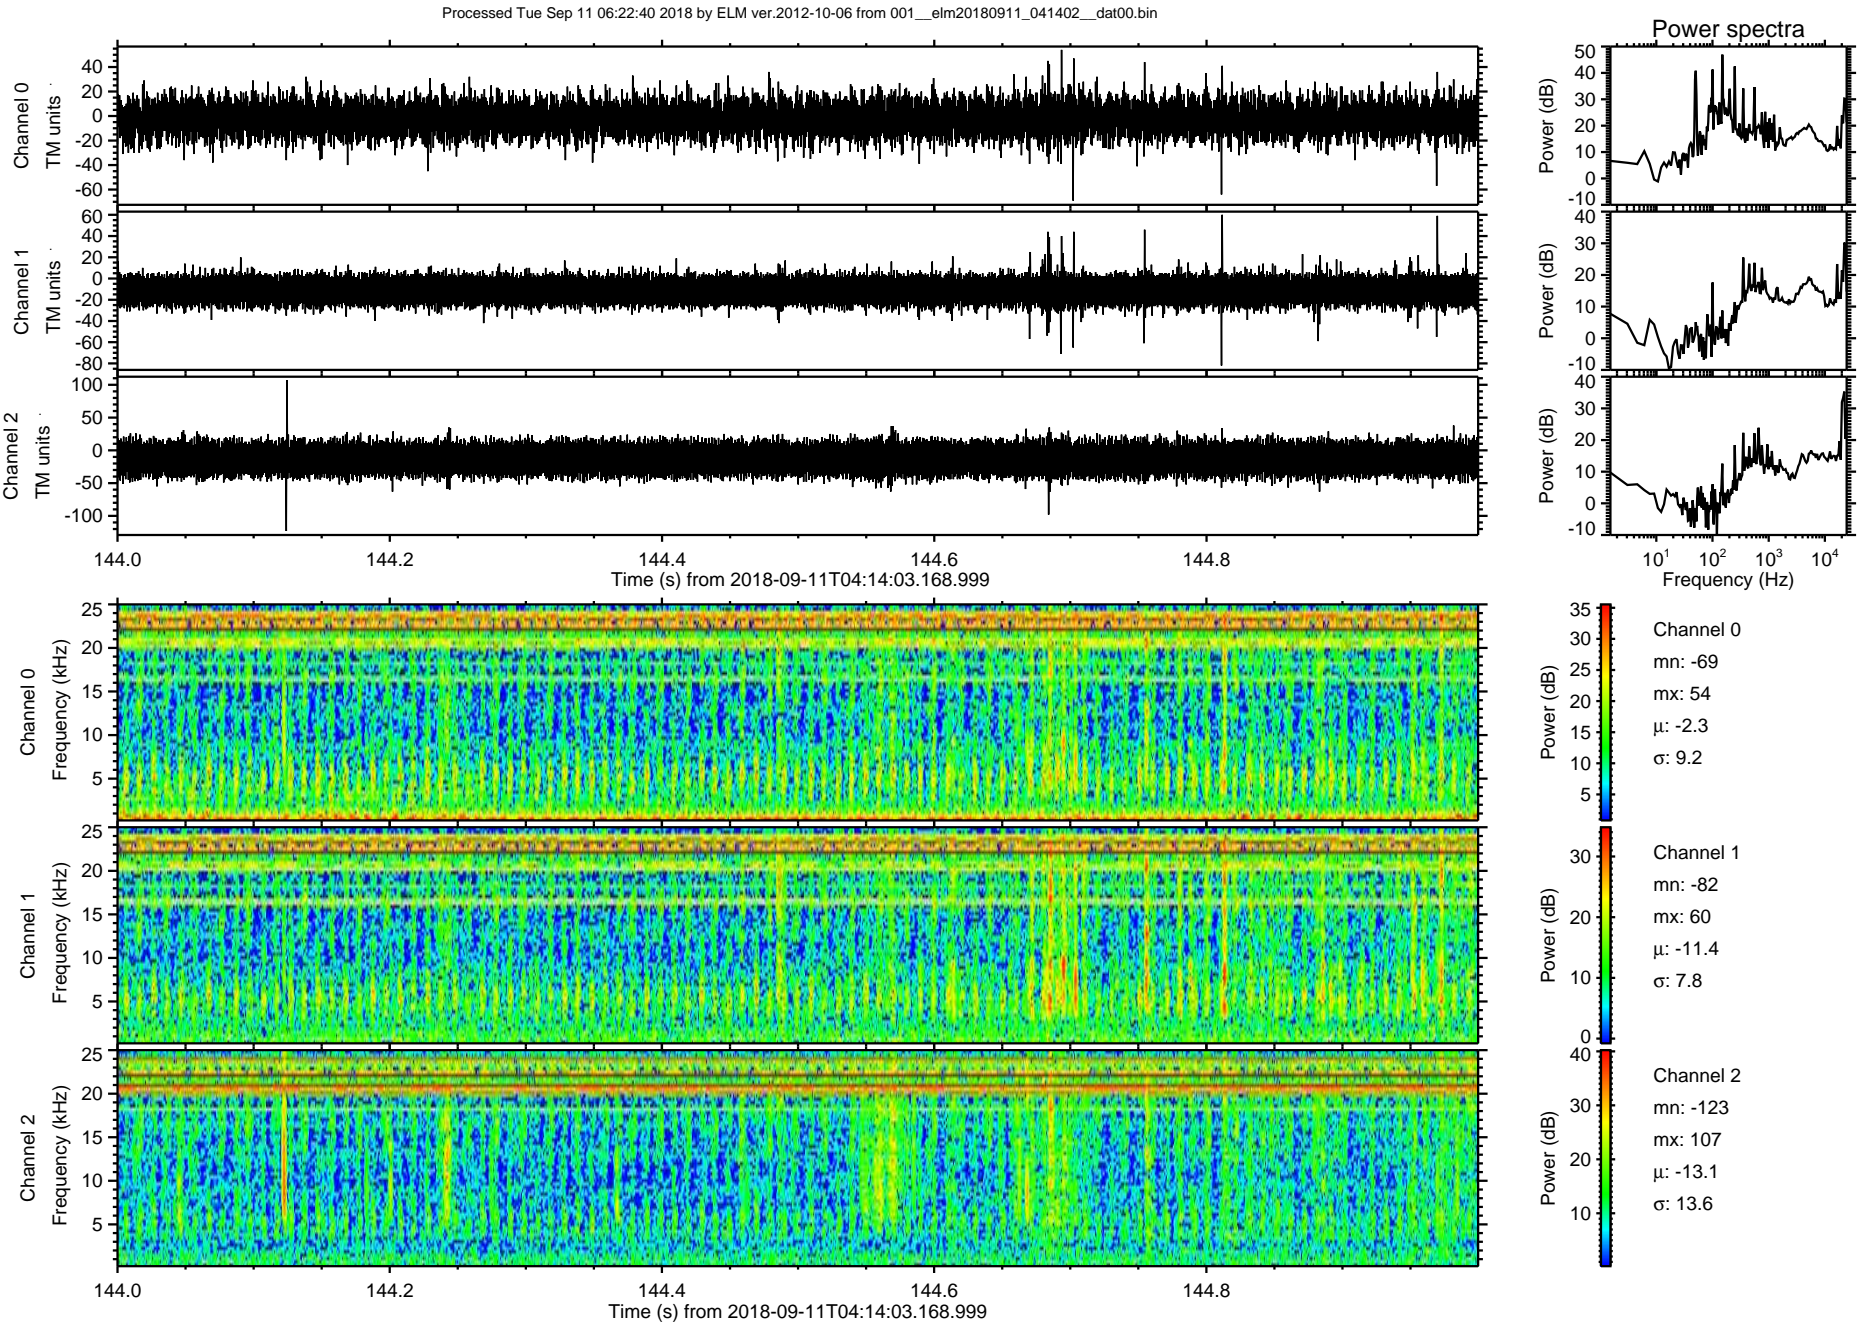 Processed Tue Sep 11 06:22:40 2018 by ELM ver.2012-10-06 from 001__elm20180911_041402__dat00.bin
Power spectra
Channel 0
TM units
40
20
0
-20
-40
-60
Power (dB)
50
40
30
20
10
0
-10
Channel 1
TM units
60
40
20
0
-20
-40
-60
-80
Power (dB)
40
30
20
10
0
-10
Channel 2
TM units
100
50
0
-50
-100
Power (dB)
40
30
20
10
0
-10
144.0 144.2 144.4 144.6 144.8
Time (s) from 2018-09-11T04:14:03.168.999
10^1 10^2 10^3 10^4
Frequency (Hz)
Channel 0
Frequency (kHz)
25
20
15
10
5
Power (dB)
35
30
25
20
15
10
5
Channel 0
mn: -69
mx: 54
μ: -2.3
σ: 9.2
Channel 1
Frequency (kHz)
25
20
15
10
5
Power (dB)
30
20
10
0
Channel 1
mn: -82
mx: 60
μ: -11.4
σ: 7.8
Channel 2
Frequency (kHz)
25
20
15
10
5
Power (dB)
40
30
20
10
Channel 2
mn: -123
mx: 107
μ: -13.1
σ: 13.6
144.0 144.2 144.4 144.6 144.8
Time (s) from 2018-09-11T04:14:03.168.999